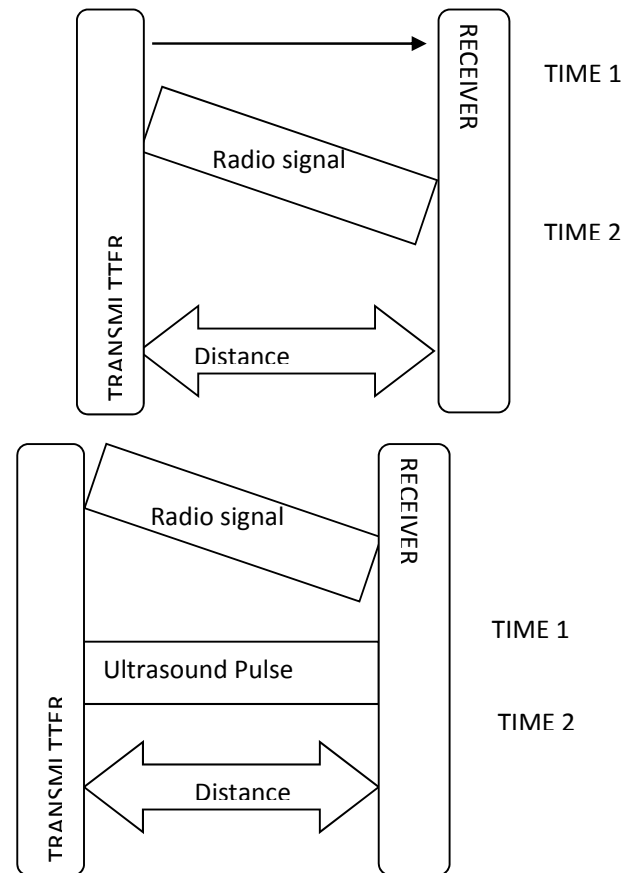 RECEIVER
TIME 1
Radio signal
TIME 2
TRANSMITTER
Distance
RECEIVER
Radio signal
TIME 1
Ultrasound Pulse
TIME 2
TRANSMITTER
Distance